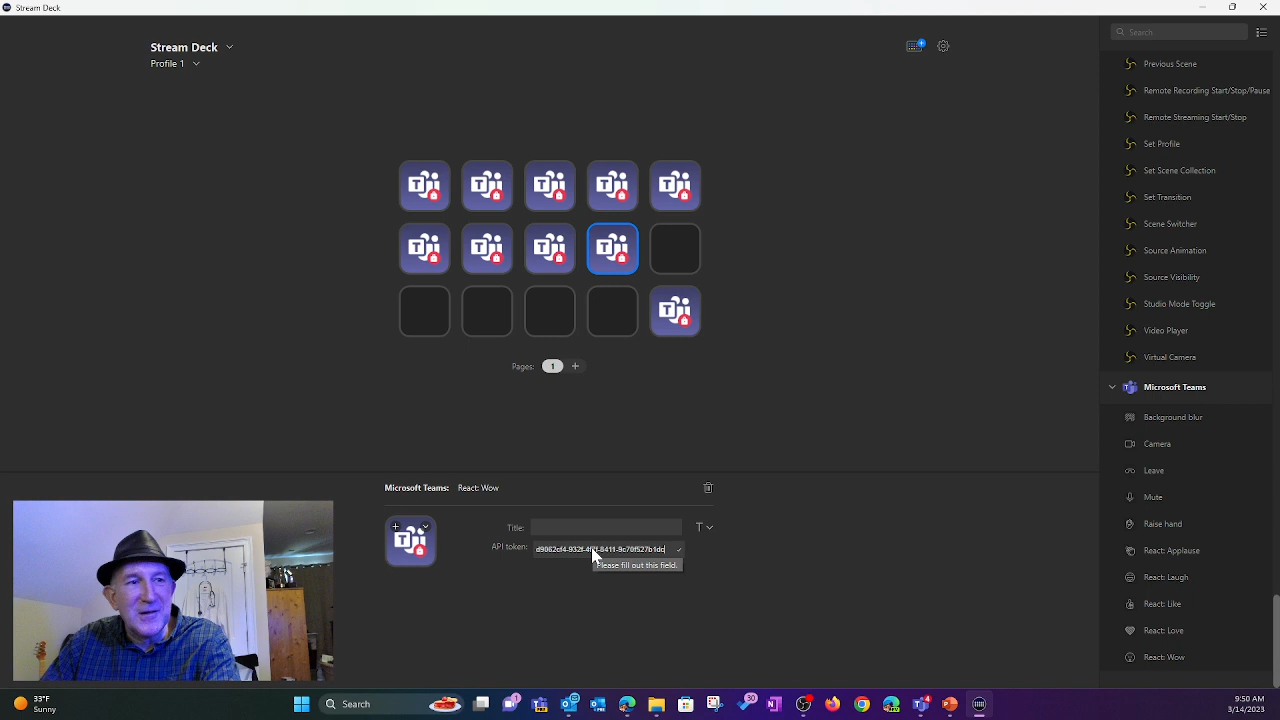 Stream Deck
Stream Deck
Profile 1
Search
Previous Scene
Remote Recording Start/Stop/Pause
Remote Streaming Start/Stop
Set Profile
Set Scene Collection
Set Transition
Scene Switcher
Source Animation
Source Visibility
Studio Mode Toggle
Video Player
Virtual Camera
Pages: 1 +
Microsoft Teams
Background blur
Camera
Leave
Mute
Raise hand
React: Applause
React: Laugh
React: Like
React: Love
React: Wow
Microsoft Teams: React: Wow
Title:
API token:
Please fill out this field.
33°F
Sunny
Search
1
30
4
9:50 AM
3/14/2023